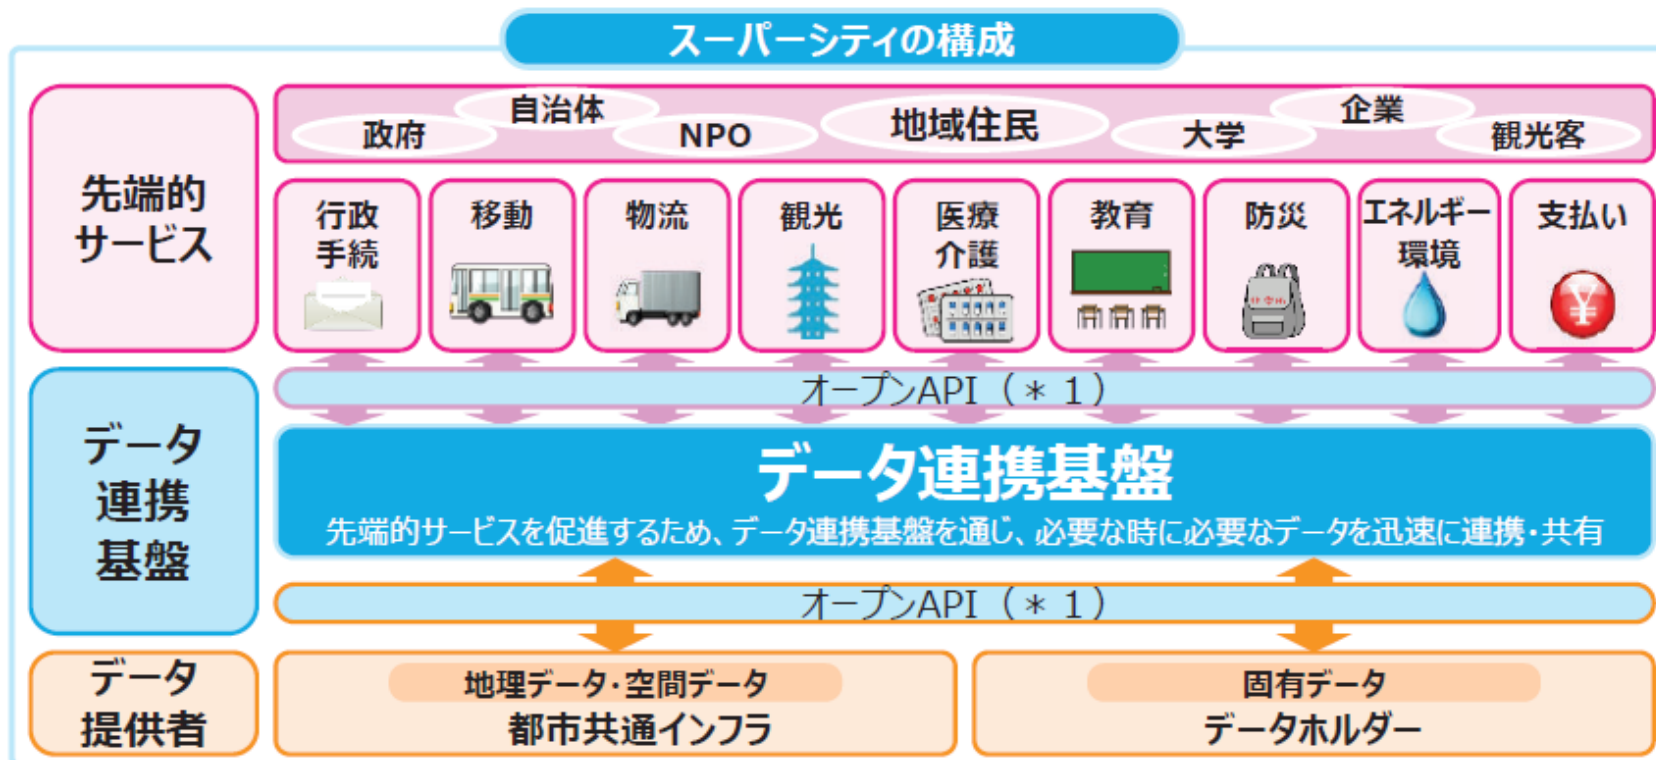 スーパーシティの構成
先端的
サービス
政府
自治体
NPO
地域住民
大学
企業
観光客
行政
手続
移動
物流
観光
医療
介護
教育
防災
エネルギー
環境
支払い
¥
データ
連携
基盤
オープンAPI（＊１）
データ連携基盤
先端的サービスを促進するため、データ連携基盤を通じ、必要な時に必要なデータを迅速に連携・共有
オープンAPI（＊１）
データ
提供者
地理データ・空間データ
都市共通インフラ
固有データ
データホルダー